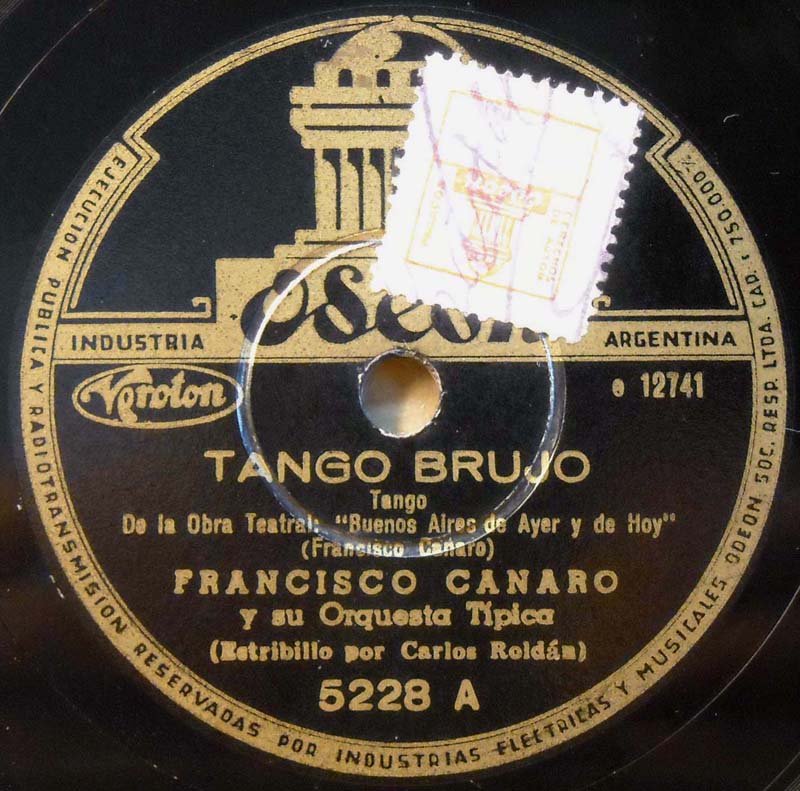 Odeon
INDUSTRIA
ARGENTINA
Veroton
e 12741
TANGO BRUJO
Tango
De la Obra Teatral: "Buenos Aires de Ayer y de Hoy"
(Francisco Canaro)
FRANCISCO CANARO
y su Orquesta Típica
(Estribillo por Carlos Roldán)
5228 A
EJECUCION PUBLICA Y RADIOTRANSMISION RESERVADAS POR INDUSTRIAS ELECTRICAS Y MUSICALES ODEON SOC. RESP. LTDA. CAP.: 750.000 %